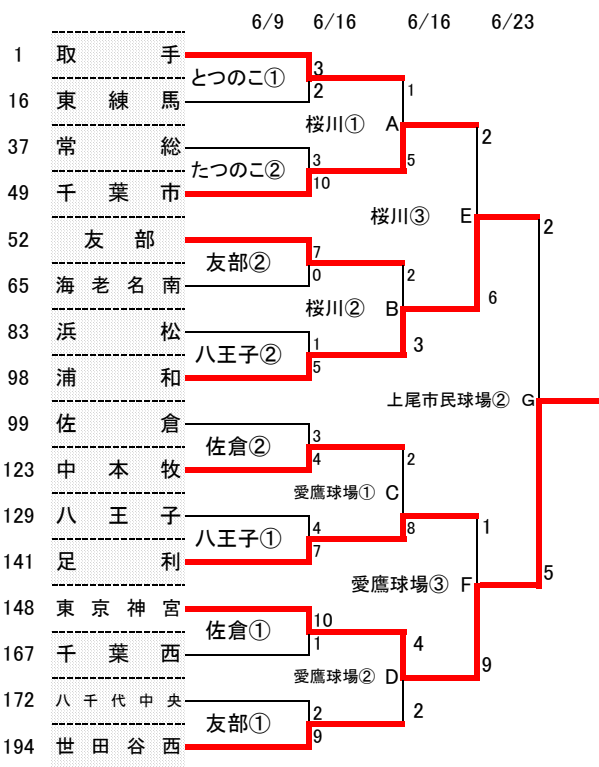 6/9 6/16 6/16 6/23
1 取手
とつのこ① 3
2
16 東練馬
1
桜川① A
2
37 常総
たつのこ② 3
10
5
49 千葉市
桜川③ E
2
52 友部
友部② 7
0
2
65 海老名南
桜川② B
6
83 浜松
八王子② 1
5
3
98 浦和
上尾市民球場② G
99 佐倉
佐倉② 3
4
2
123 中本牧
愛鷹球場① C
1
129 八王子
八王子① 4
7
8
141 足利
愛鷹球場③ F
5
148 東京神宮
佐倉① 10
1
4
167 千葉西
愛鷹球場② D
9
172 八千代中央
友部① 2
9
2
194 世田谷西